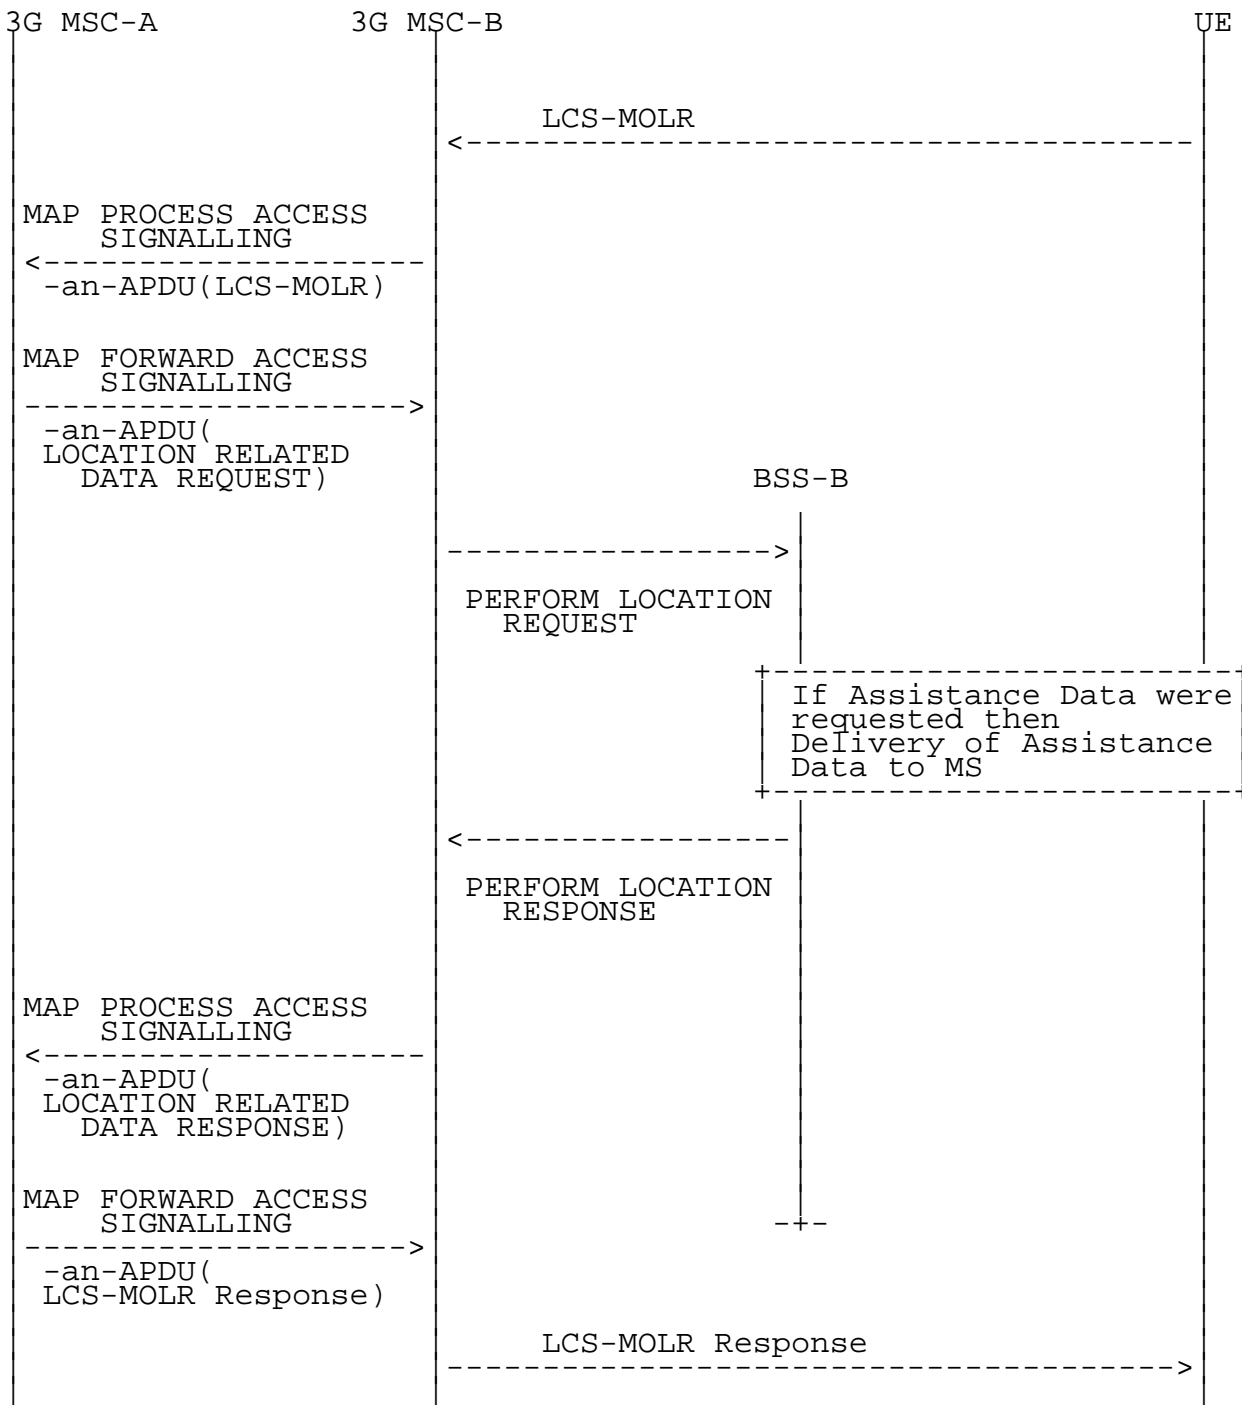 3G MSC-A 3G MSC-B UE
LCS-MOLR
MAP PROCESS ACCESS
SIGNALLING
-an-APDU(LCS-MOLR)
MAP FORWARD ACCESS
SIGNALLING
-an-APDU(
LOCATION RELATED
DATA REQUEST)
BSS-B
PERFORM LOCATION
REQUEST
If Assistance Data were
requested then
Delivery of Assistance
Data to MS
PERFORM LOCATION
RESPONSE
MAP PROCESS ACCESS
SIGNALLING
-an-APDU(
LOCATION RELATED
DATA RESPONSE)
MAP FORWARD ACCESS
SIGNALLING
-an-APDU(
LCS-MOLR Response)
LCS-MOLR Response